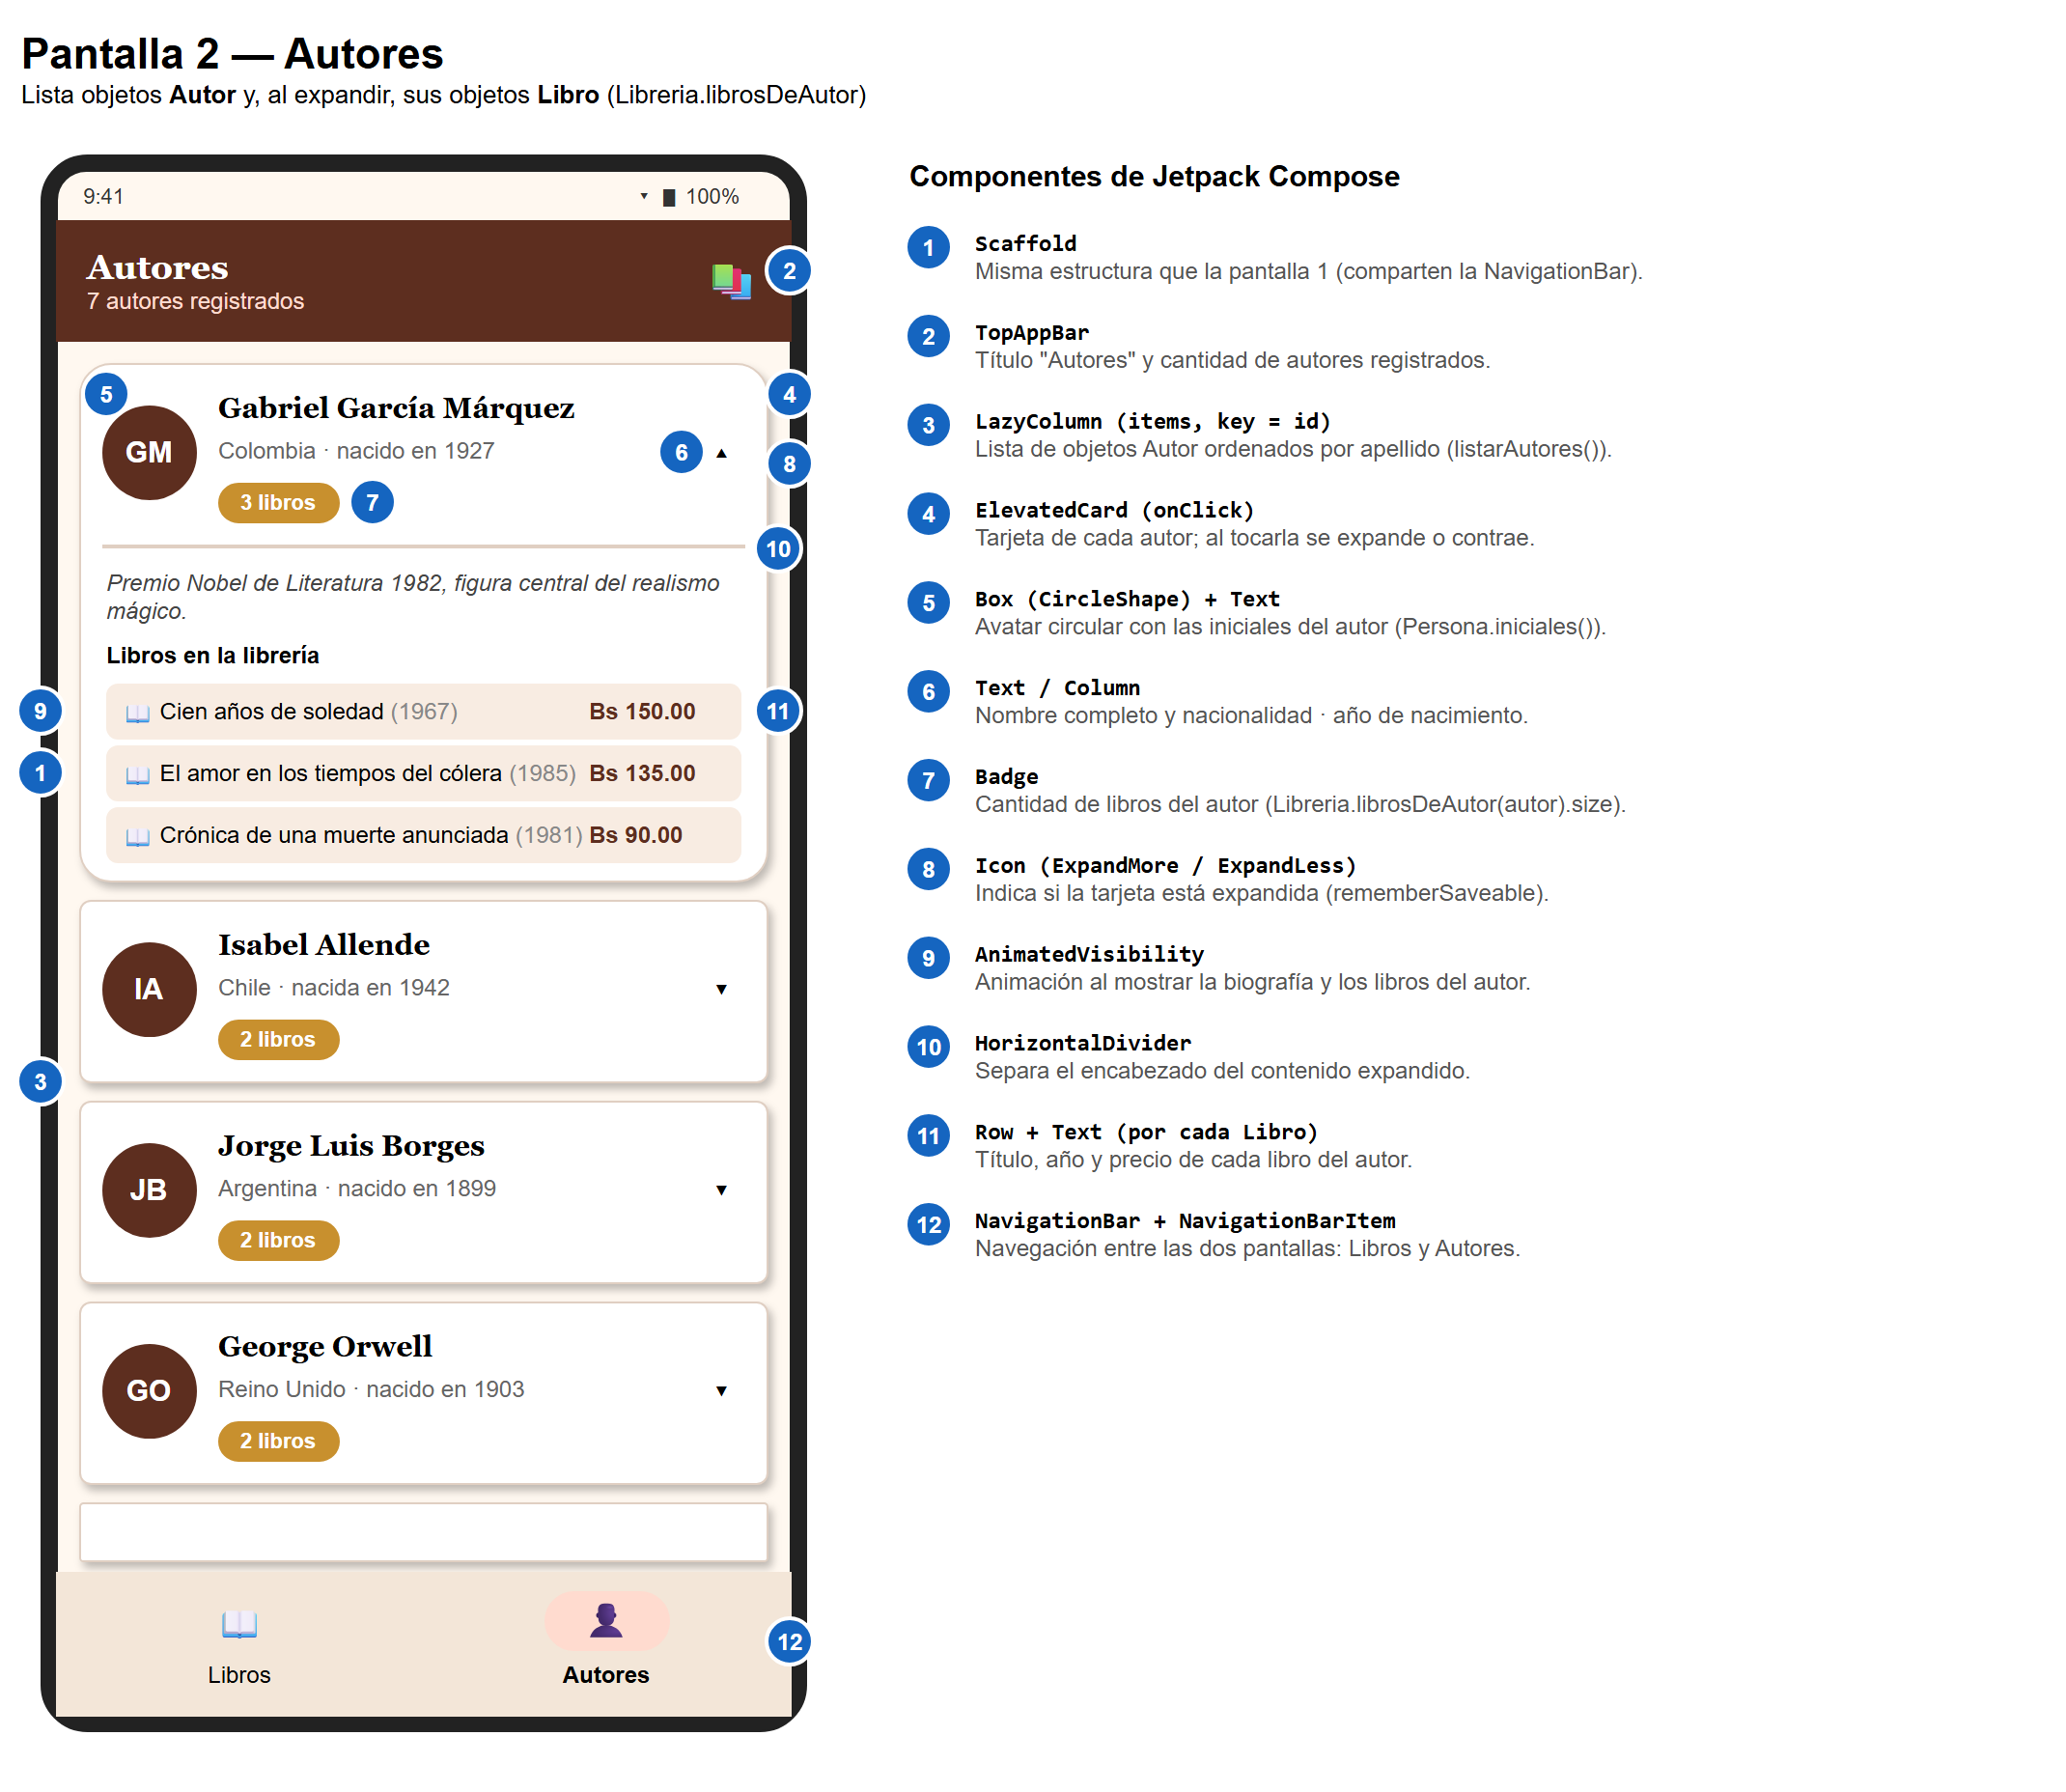 Pantalla 2 — Autores
Lista objetos Autor y, al expandir, sus objetos Libro (Libreria.librosDeAutor)
9:41
100%
Autores
7 autores registrados
2
5
Gabriel García Márquez
4
GM
Colombia · nacido en 1927
6
8
3 libros
7
10
Premio Nobel de Literatura 1982, figura central del realismo
mágico.
Libros en la librería
9
Cien años de soledad (1967) Bs 150.00
11
1
El amor en los tiempos del cólera (1985) Bs 135.00
Crónica de una muerte anunciada (1981) Bs 90.00
Isabel Allende
IA
Chile · nacida en 1942
2 libros
3
Jorge Luis Borges
JB
Argentina · nacido en 1899
2 libros
George Orwell
GO
Reino Unido · nacido en 1903
2 libros
Libros
Autores
12
Componentes de Jetpack Compose
1
Scaffold
Misma estructura que la pantalla 1 (comparten la NavigationBar).
2
TopAppBar
Título "Autores" y cantidad de autores registrados.
3
LazyColumn (items, key = id)
Lista de objetos Autor ordenados por apellido (listarAutores()).
4
ElevatedCard (onClick)
Tarjeta de cada autor; al tocarla se expande o contrae.
5
Box (CircleShape) + Text
Avatar circular con las iniciales del autor (Persona.iniciales()).
6
Text / Column
Nombre completo y nacionalidad · año de nacimiento.
7
Badge
Cantidad de libros del autor (Libreria.librosDeAutor(autor).size).
8
Icon (ExpandMore / ExpandLess)
Indica si la tarjeta está expandida (rememberSaveable).
9
AnimatedVisibility
Animación al mostrar la biografía y los libros del autor.
10
HorizontalDivider
Separa el encabezado del contenido expandido.
11
Row + Text (por cada Libro)
Título, año y precio de cada libro del autor.
12
NavigationBar + NavigationBarItem
Navegación entre las dos pantallas: Libros y Autores.